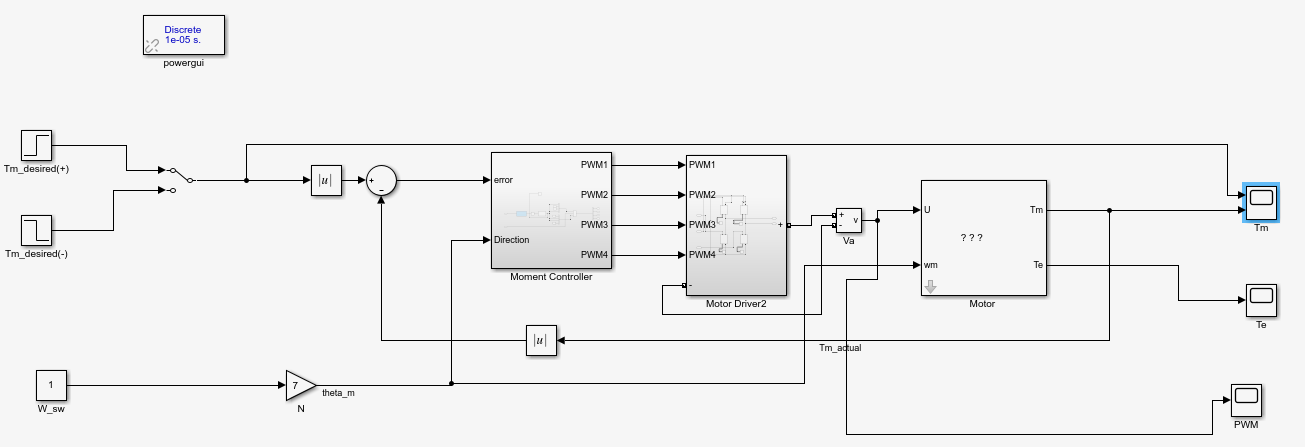 Discrete
1e-05 s.
powergui
Tm_desired(+)
Tm_desired(-)
|u|
+
−
error
Direction
PWM1
PWM2
PWM3
PWM4
Moment Controller
PWM1
PWM2
PWM3
PWM4
+
-
Motor Driver2
+
-
v
Va
U
wm
? ? ?
Tm
Te
Motor
Tm
Te
|u|
Tm_actual
1
W_sw
7
N
theta_m
PWM